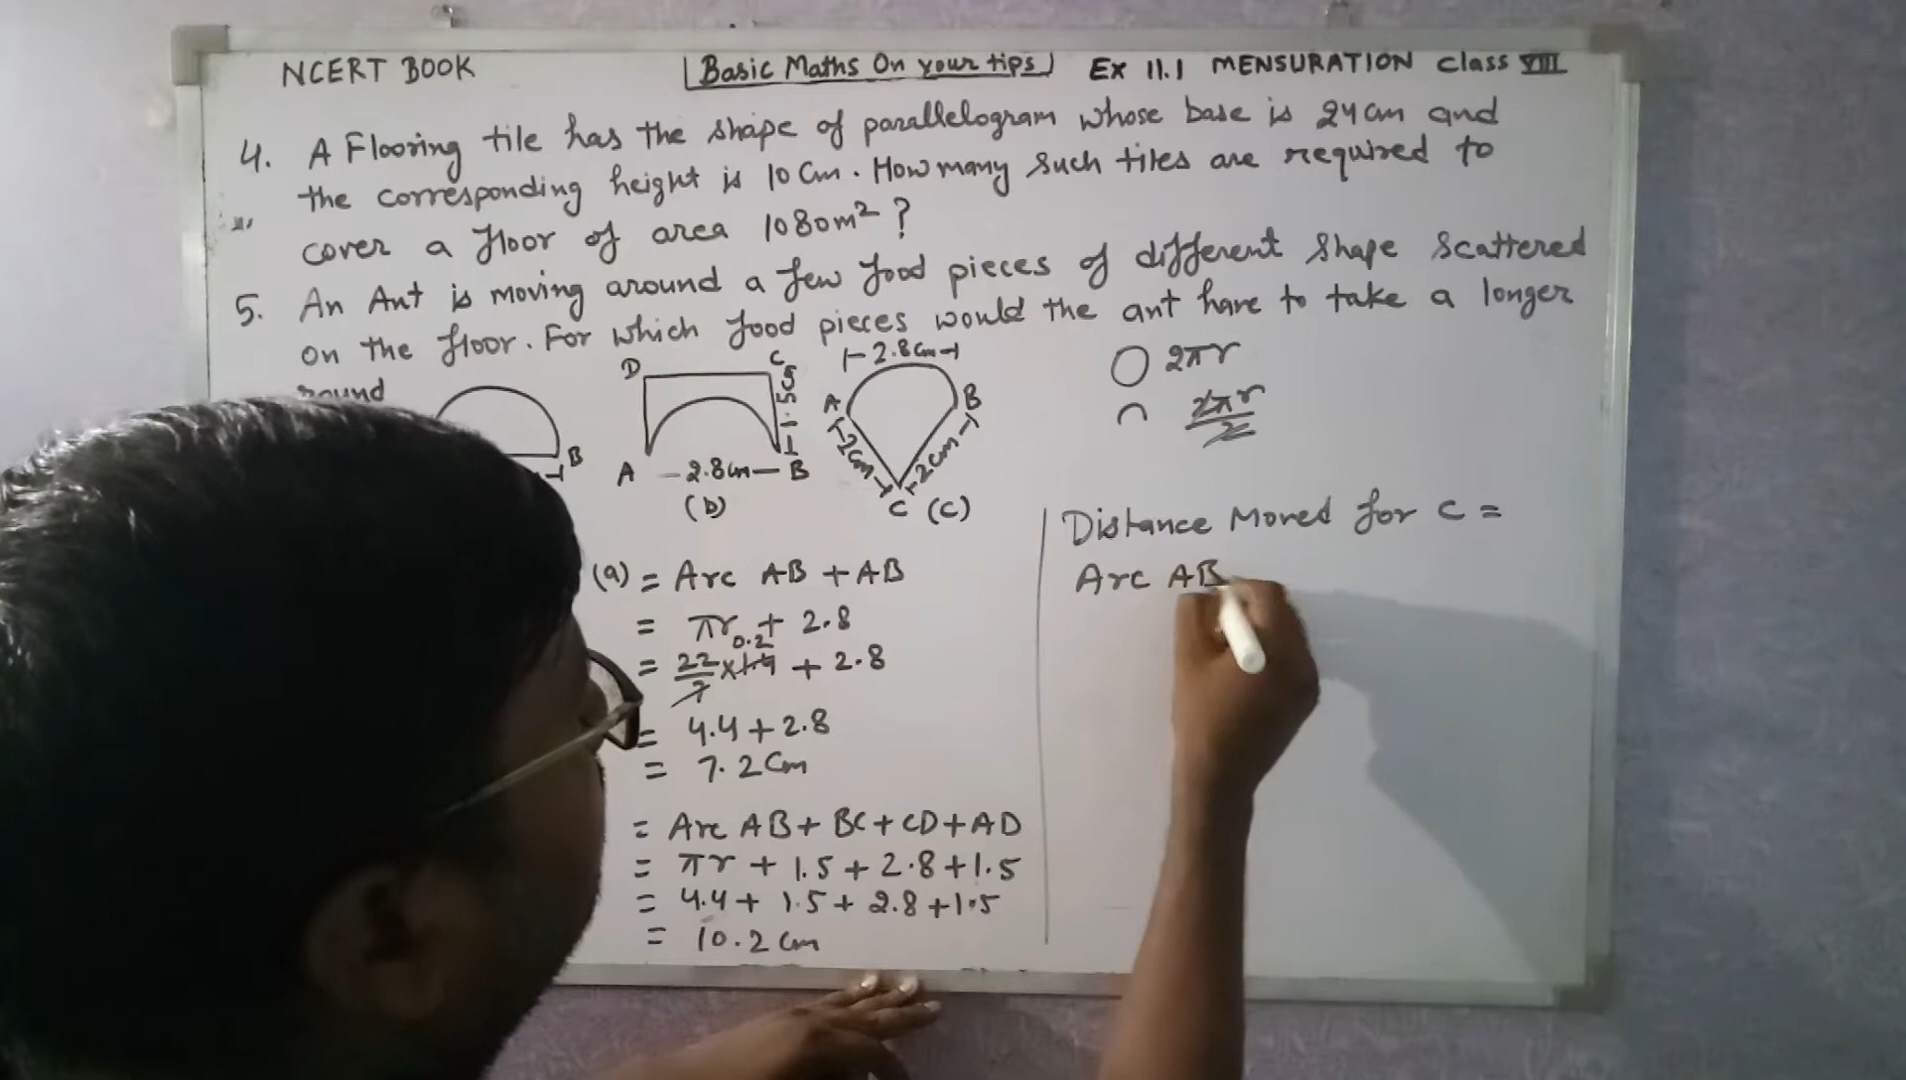 NCERT BOOK Basic Maths On your tips Ex 11.1 MENSURATION Class VIII
4. A Flooring tile has the shape of parallelogram whose base is 24cm and
the corresponding height is 10cm. How many such tiles are required to
cover a floor of area 1080m² ?
5. An Ant is moving around a few food pieces of different shape scattered
on the floor. For which food pieces would the ant have to take a longer
round
B
D C 1.5cm
A 2.8cm B
(b)
2.8cm
A B
2cm 2cm
C (C)
2πr
2πr/2
(a) = Arc AB + AB
= πr + 2.8
0.2
= 22/7 × 1.4 + 2.8
= 4.4 + 2.8
= 7.2 Cm
= Arc AB + BC + CD + AD
= πr + 1.5 + 2.8 + 1.5
= 4.4 + 1.5 + 2.8 + 1.5
= 10.2 cm
Distance Moved for C =
Arc AB